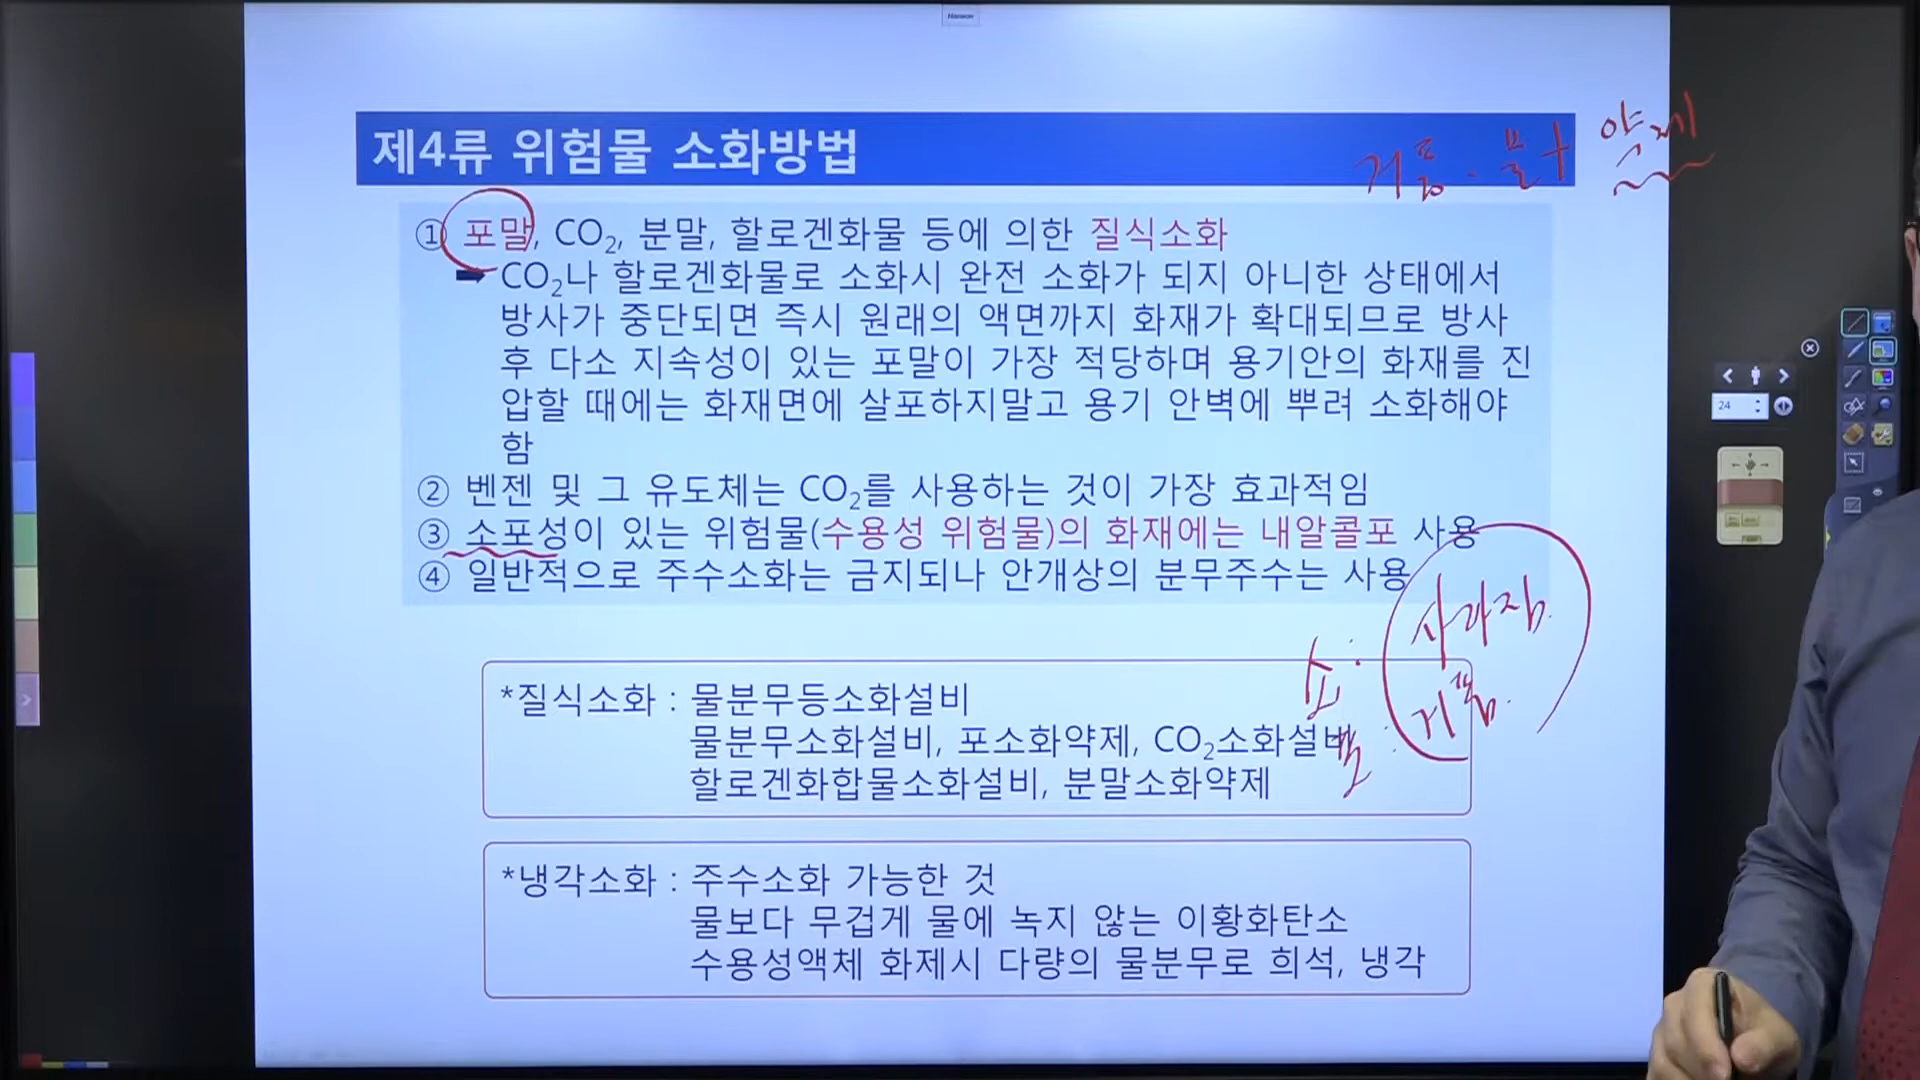 Hanwon
제4류 위험물 소화방법
거품. 물+ 약제
① 포말, CO₂, 분말, 할로겐화물 등에 의한 질식소화
➡ CO₂나 할로겐화물로 소화시 완전 소화가 되지 아니한 상태에서
방사가 중단되면 즉시 원래의 액면까지 화재가 확대되므로 방사
후 다소 지속성이 있는 포말이 가장 적당하며 용기안의 화재를 진
압할 때에는 화재면에 살포하지말고 용기 안벽에 뿌려 소화해야
함
② 벤젠 및 그 유도체는 CO₂를 사용하는 것이 가장 효과적임
③ 소포성이 있는 위험물(수용성 위험물)의 화재에는 내알콜포 사용
④ 일반적으로 주수소화는 금지되나 안개상의 분무주수는 사용
소: 사라짐.
포: 거품.
*질식소화 : 물분무등소화설비
물분무소화설비, 포소화약제, CO₂소화설비
할로겐화합물소화설비, 분말소화약제
*냉각소화 : 주수소화 가능한 것
물보다 무겁게 물에 녹지 않는 이황화탄소
수용성액체 화제시 다량의 물분무로 희석, 냉각
24